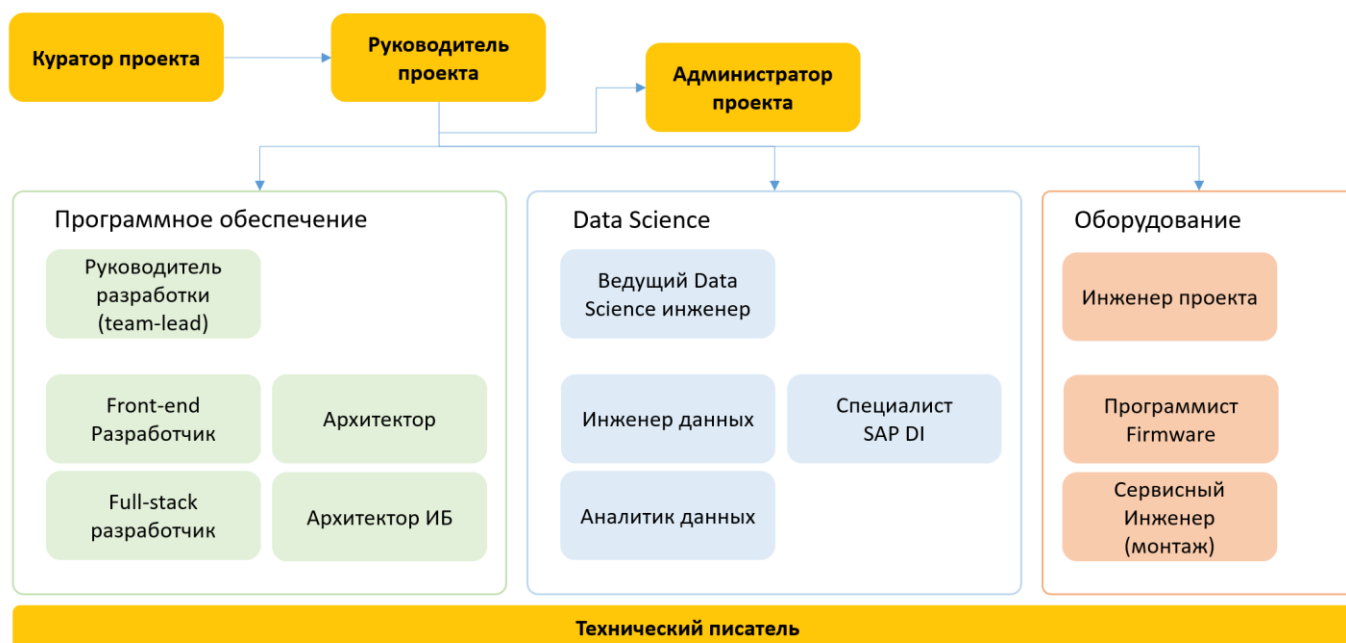 Куратор проекта
Руководитель
проекта
Администратор
проекта
Программное обеспечение
Руководитель
разработки
(team-lead)
Front-end
Разработчик
Архитектор
Full-stack
разработчик
Архитектор ИБ
Data Science
Ведущий Data
Science инженер
Инженер данных
Специалист
SAP DI
Аналитик данных
Оборудование
Инженер проекта
Программист
Firmware
Сервисный
Инженер
(монтаж)
Технический писатель